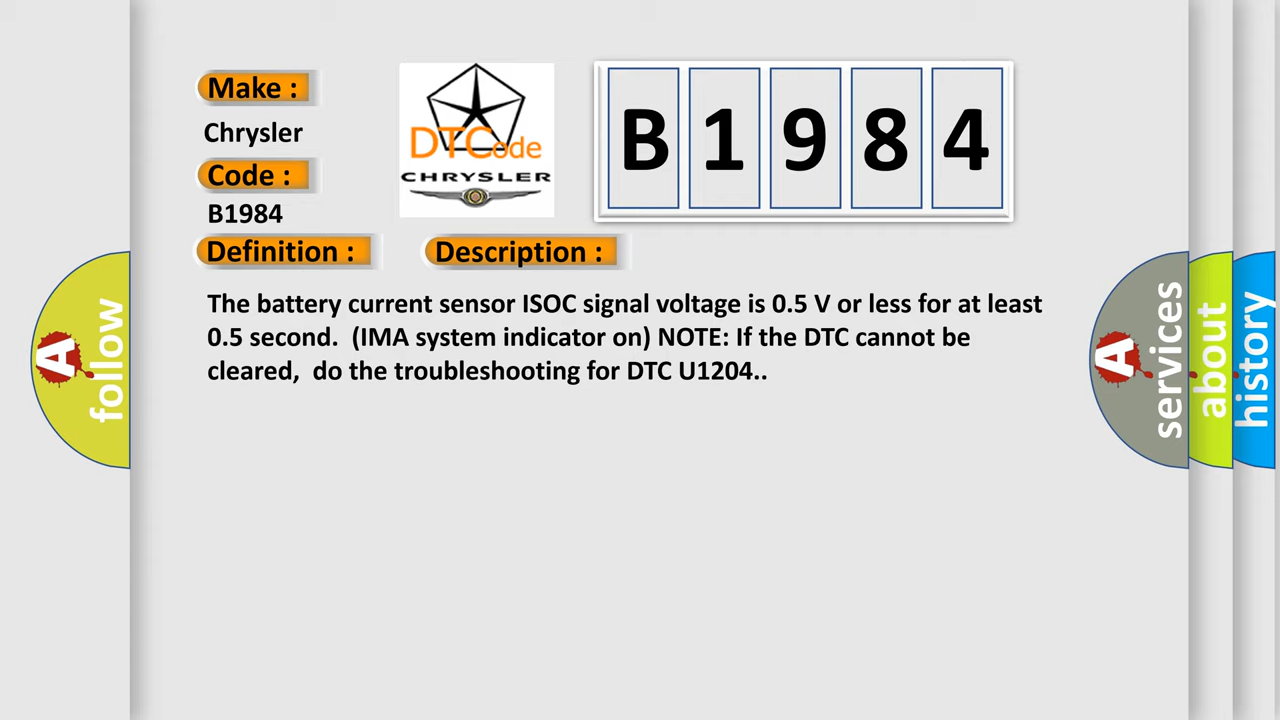 Make :
Chrysler
Code :
B1984
Definition :
Description :
DTCode
CHRYSLER
B 1 9 8 4
The battery current sensor ISOC signal voltage is 0.5 V or less for at least
0.5 second. (IMA system indicator on) NOTE: If the DTC cannot be
cleared, do the troubleshooting for DTC U1204..
A
follow
A
services
about
history